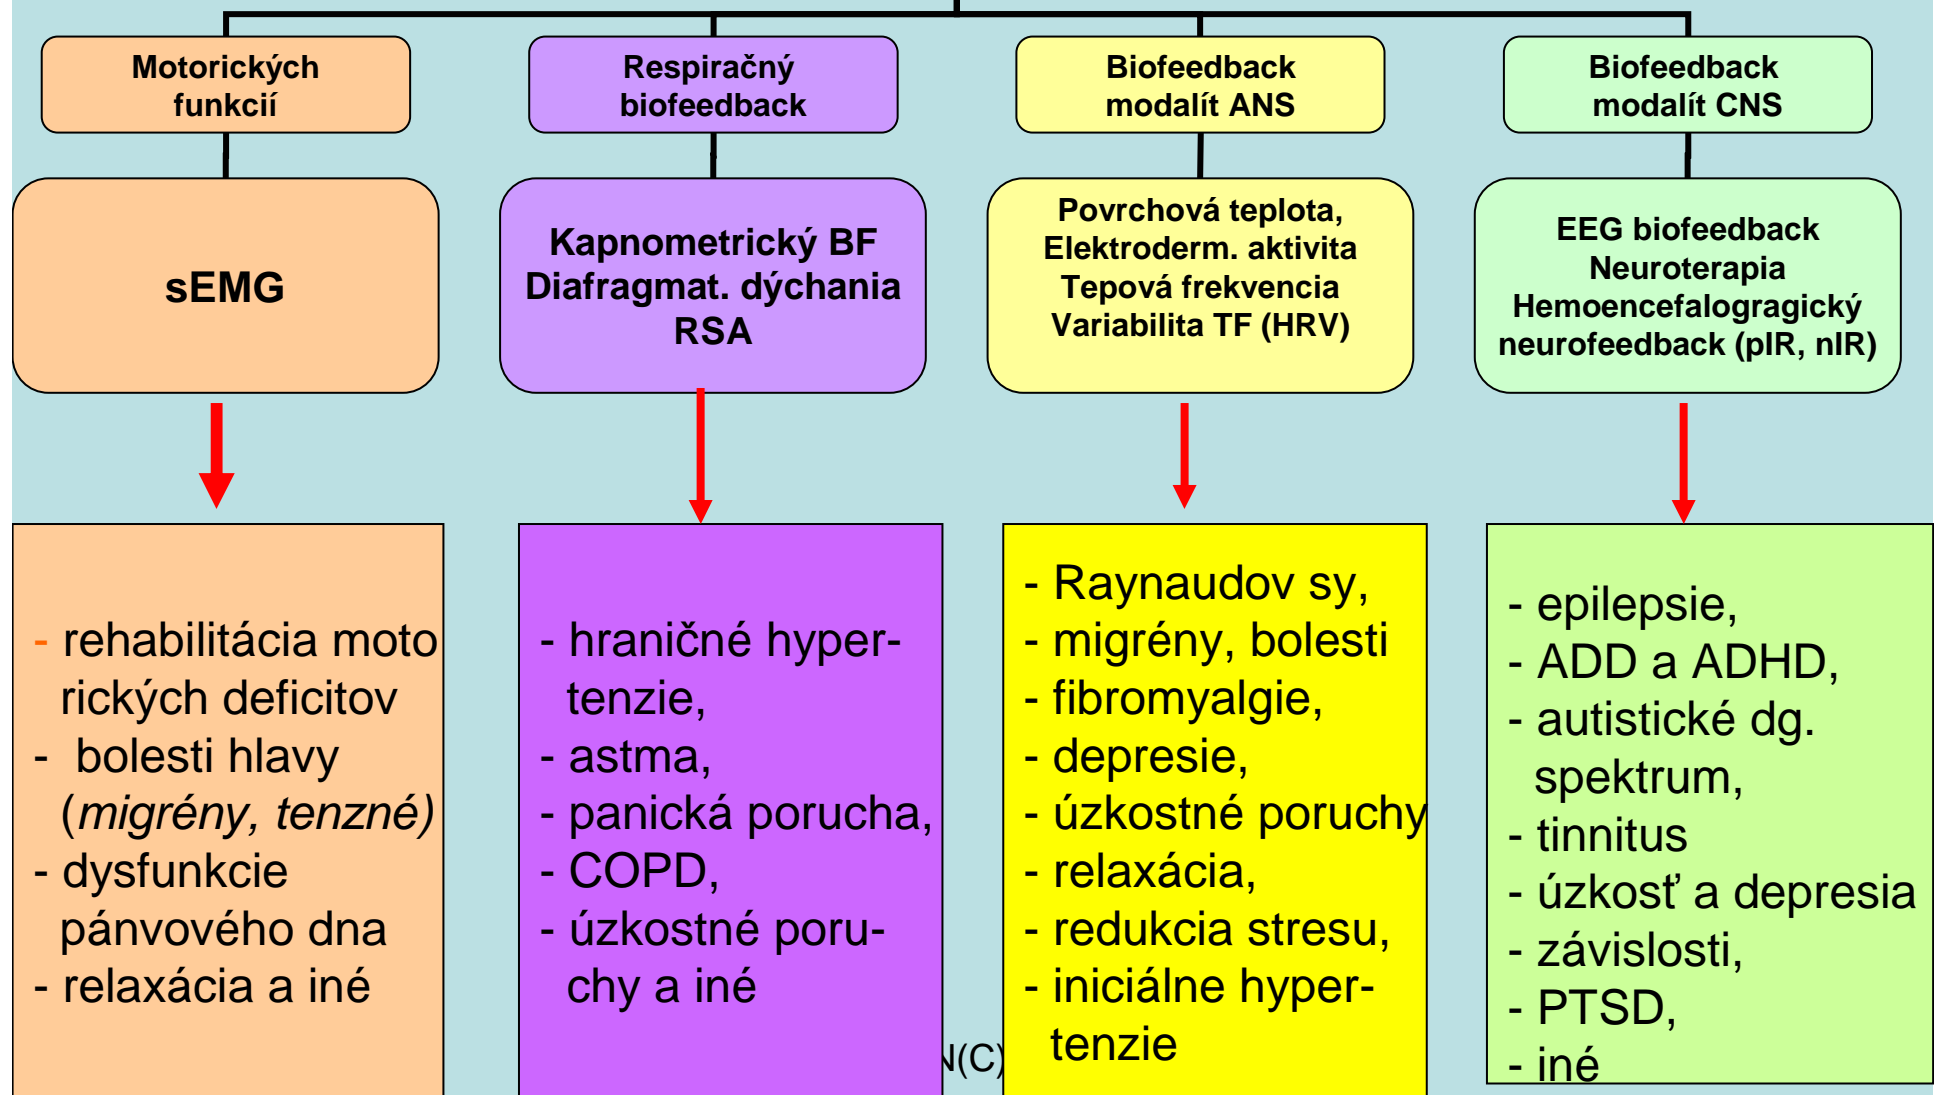 Motorických
funkcií
Respiračný
biofeedback
Biofeedback
modalít ANS
Biofeedback
modalít CNS
sEMG
Kapnometrický BF
Diafragmat. dýchania
RSA
Povrchová teplota,
Elektroderm. aktivita
Tepová frekvencia
Variabilita TF (HRV)
EEG biofeedback
Neuroterapia
Hemoencefalogragický
neurofeedback (pIR, nIR)
- rehabilitácia moto
rických deficitov
- bolesti hlavy
(migrény, tenzné)
- dysfunkcie
pánvového dna
- relaxácia a iné
- hraničné hyper-
tenzie,
- astma,
- panická porucha,
- COPD,
- úzkostné poru-
chy a iné
- Raynaudov sy,
- migrény, bolesti
- fibromyalgie,
- depresie,
- úzkostné poruchy
- relaxácia,
- redukcia stresu,
- iniciálne hyper-
tenzie
- epilepsie,
- ADD a ADHD,
- autistické dg.
spektrum,
- tinnitus
- úzkosť a depresia
- závislosti,
- PTSD,
- iné
(C)